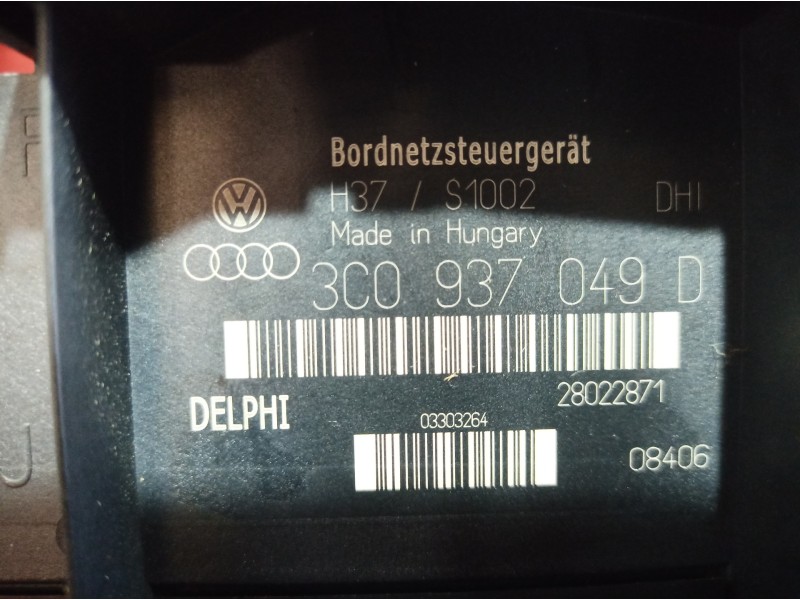 Bordnetzsteuergerät
H37 / S1002 DHI
Made in Hungary
3C0 937 049 D
DELPHI
28022871
03303264
08406